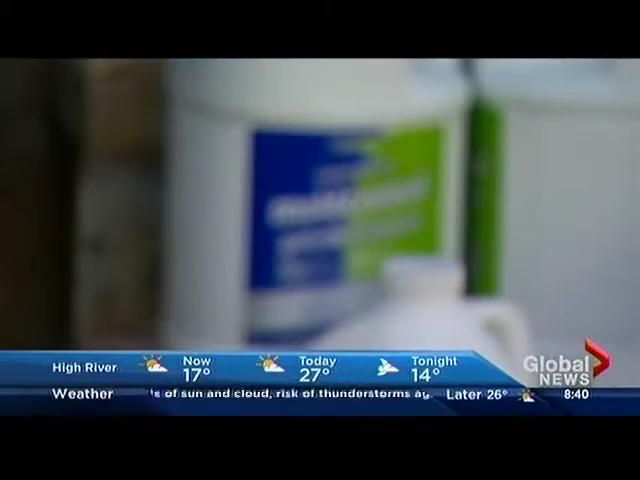 High River
Now
17°
Today
27°
Tonight
14°
Global
NEWS
Weather
s of sun and cloud, risk of thunderstorms ag
Later 26°
8:40